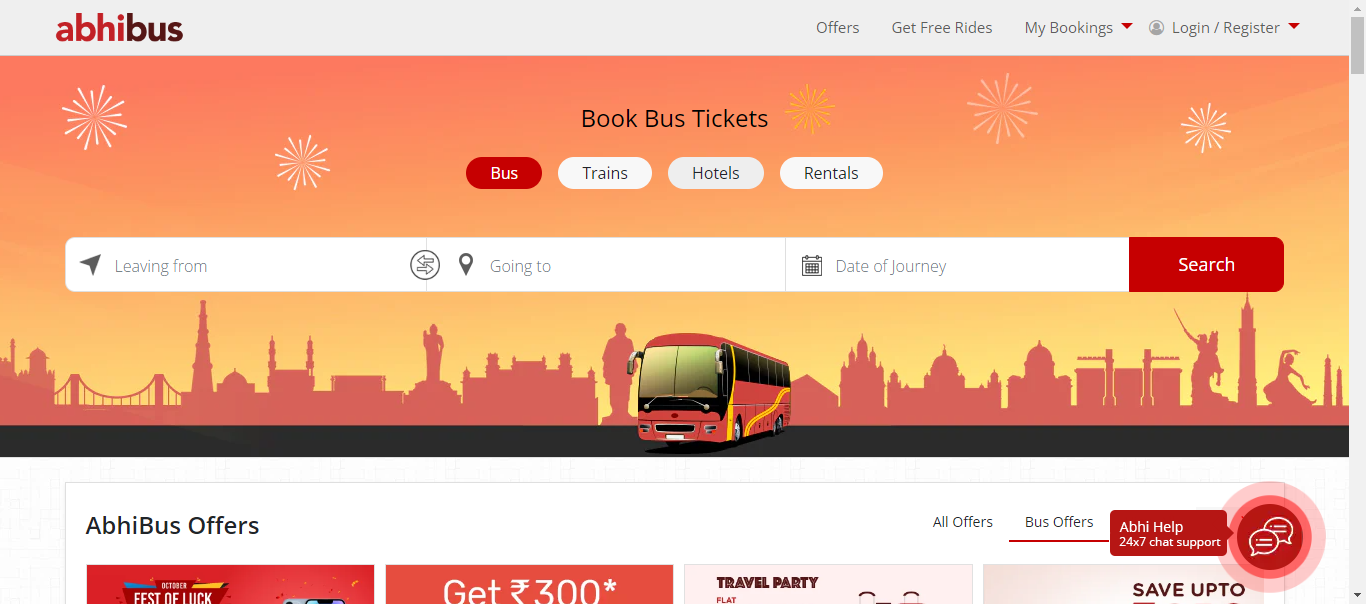 abhibus
Offers
Get Free Rides
My Bookings
Login / Register
Book Bus Tickets
Bus
Trains
Hotels
Rentals
Leaving from
Going to
Date of Journey
Search
AbhiBus Offers
All Offers
Bus Offers
Abhi Help
24x7 chat support
OCTOBER
FEST OF LUCK
Get ₹300*
TRAVEL PARTY
FLAT
SAVE UPTO